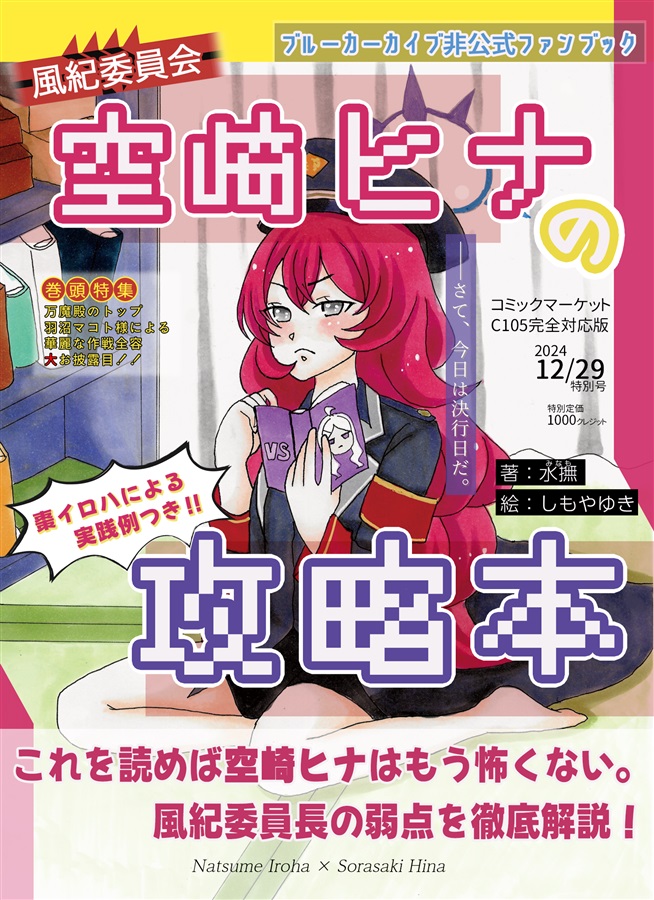 ブルーカーカイブ非公式ファンブック
風紀委員会
空崎ヒナの
巻頭特集
万魔殿のトップ
羽沼マコト様による
華麗な作戦全容
大お披露目!!
――さて、今日は決行日だ。
コミックマーケット
C105完全対応版
2024
12/29
特別号
特別定価
1000クレジット
VS
みなも
著:水撫
絵:しもやゆき
棗イロハによる
実践例つき!!
攻略本
これを読めば空崎ヒナはもう怖くない。
風紀委員長の弱点を徹底解説!
Natsume Iroha × Sorasaki Hina